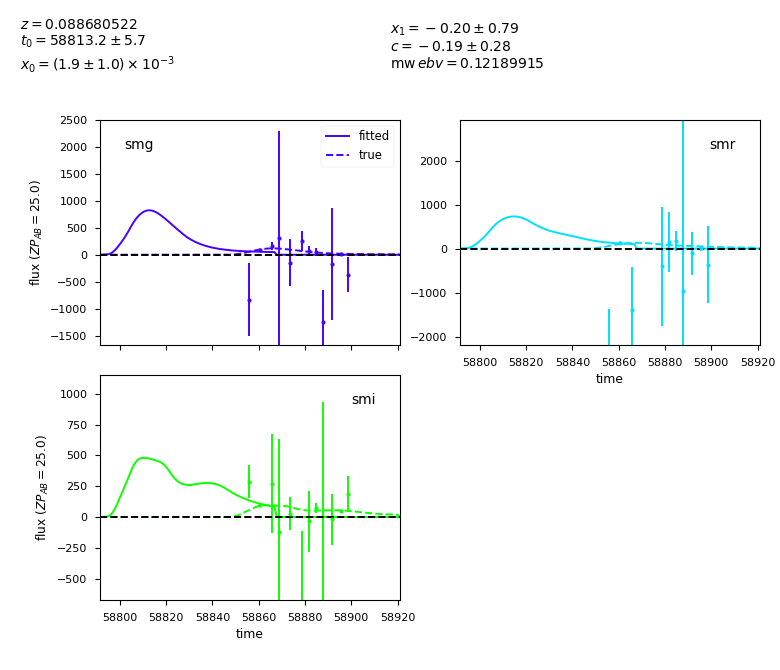 z = 0.088680522
t₀ = 58813.2 ± 5.7
x₀ = (1.9 ± 1.0) × 10⁻³
x₁ = −0.20 ± 0.79
c = −0.19 ± 0.28
mw ebv = 0.12189915
smg
fitted
true
2500
2000
1500
1000
500
0
−500
−1000
−1500
flux (ZP_AB = 25.0)
smr
2000
1000
0
−1000
−2000
58800 58820 58840 58860 58880 58900 58920
time
smi
1000
750
500
250
0
−250
−500
flux (ZP_AB = 25.0)
58800 58820 58840 58860 58880 58900 58920
time